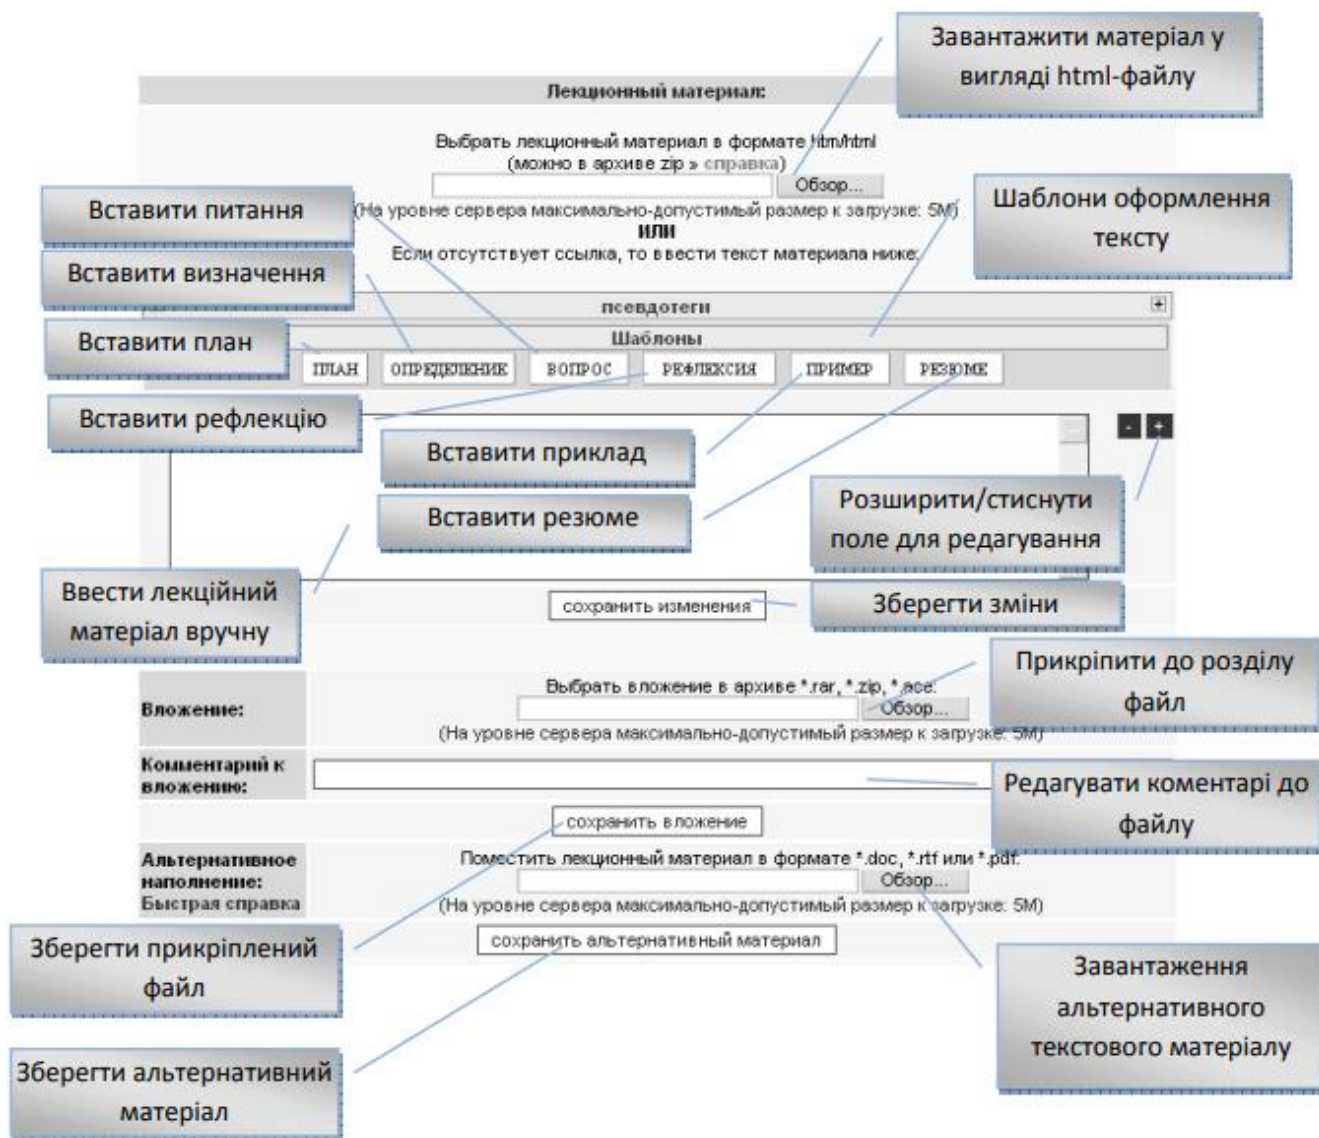 Завантажити матеріал у
вигляді html-файлу
Лекционный материал:
Выбрать лекционный материал в формате htm/html
(можно в архиве zip » справка)
Обзор...
Вставити питання
(На уровне сервера максимально-допустимый размер к загрузке: 5M)
Шаблони оформлення
тексту
ИЛИ
Если отсутствует ссылка, то ввести текст материала ниже:
Вставити визначення
псевдотеги
Вставити план
Шаблоны
ПЛАН
ОПРЕДЕЛЕНИЕ
ВОПРОС
РЕФЛЕКСИЯ
ПРИМЕР
РЕЗЮМЕ
Вставити рефлекцію
- +
Вставити приклад
Вставити резюме
Розширити/стиснути
поле для редагування
Ввести лекційний
матеріал вручну
сохранить изменения
Зберегти зміни
Прикріпити до розділу
файл
Вложение:
Выбрать вложение в архиве *.rar, *.zip, *.ace:
Обзор...
(На уровне сервера максимально-допустимый размер к загрузке: 5M)
Комментарий к
вложению:
Редагувати коментарі до
файлу
сохранить вложение
Альтернативное
наполнение:
Быстрая справка
Поместить лекционный материал в формате *.doc, *.rtf или *.pdf:
Обзор...
(На уровне сервера максимально-допустимый размер к загрузке: 5M)
сохранить альтернативный материал
Зберегти прикріплений
файл
Завантаження
альтернативного
текстового матеріалу
Зберегти альтернативний
матеріал